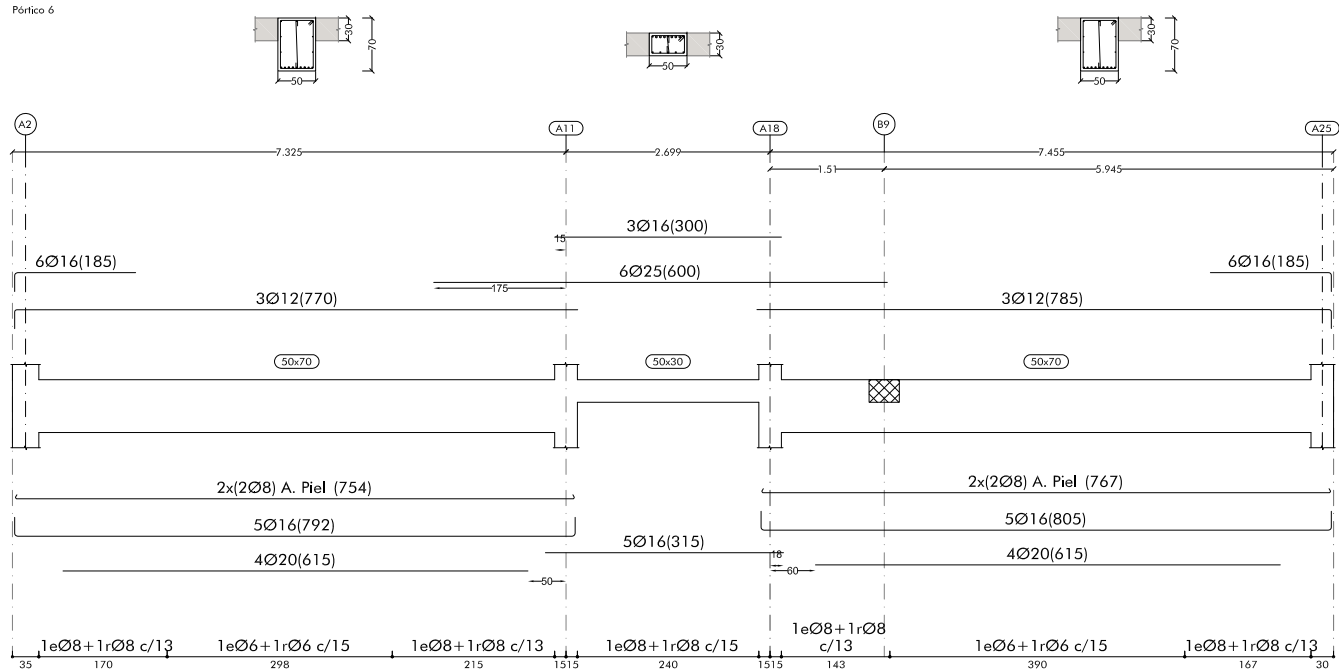 Pórtico 6
30
70
50
30
50
30
70
50
A2
A11
A18
B9
A25
7.325
2.699
7.455
1.51
5.945
3Ø16(300)
15
6Ø16(185)
6Ø25(600)
6Ø16(185)
175
3Ø12(770)
3Ø12(785)
50x70
50x30
50x70
2x(2Ø8) A. Piel (754)
2x(2Ø8) A. Piel (767)
5Ø16(792)
5Ø16(805)
5Ø16(315)
4Ø20(615)
18
4Ø20(615)
60
50
1eØ8+1rØ8 c/13
1eØ6+1rØ6 c/15
1eØ8+1rØ8 c/13
1eØ8+1rØ8 c/15
1eØ8+1rØ8
c/13
1eØ6+1rØ6 c/15
1eØ8+1rØ8 c/13
35 170 298 215 1515 240 1515 143 390 167 30